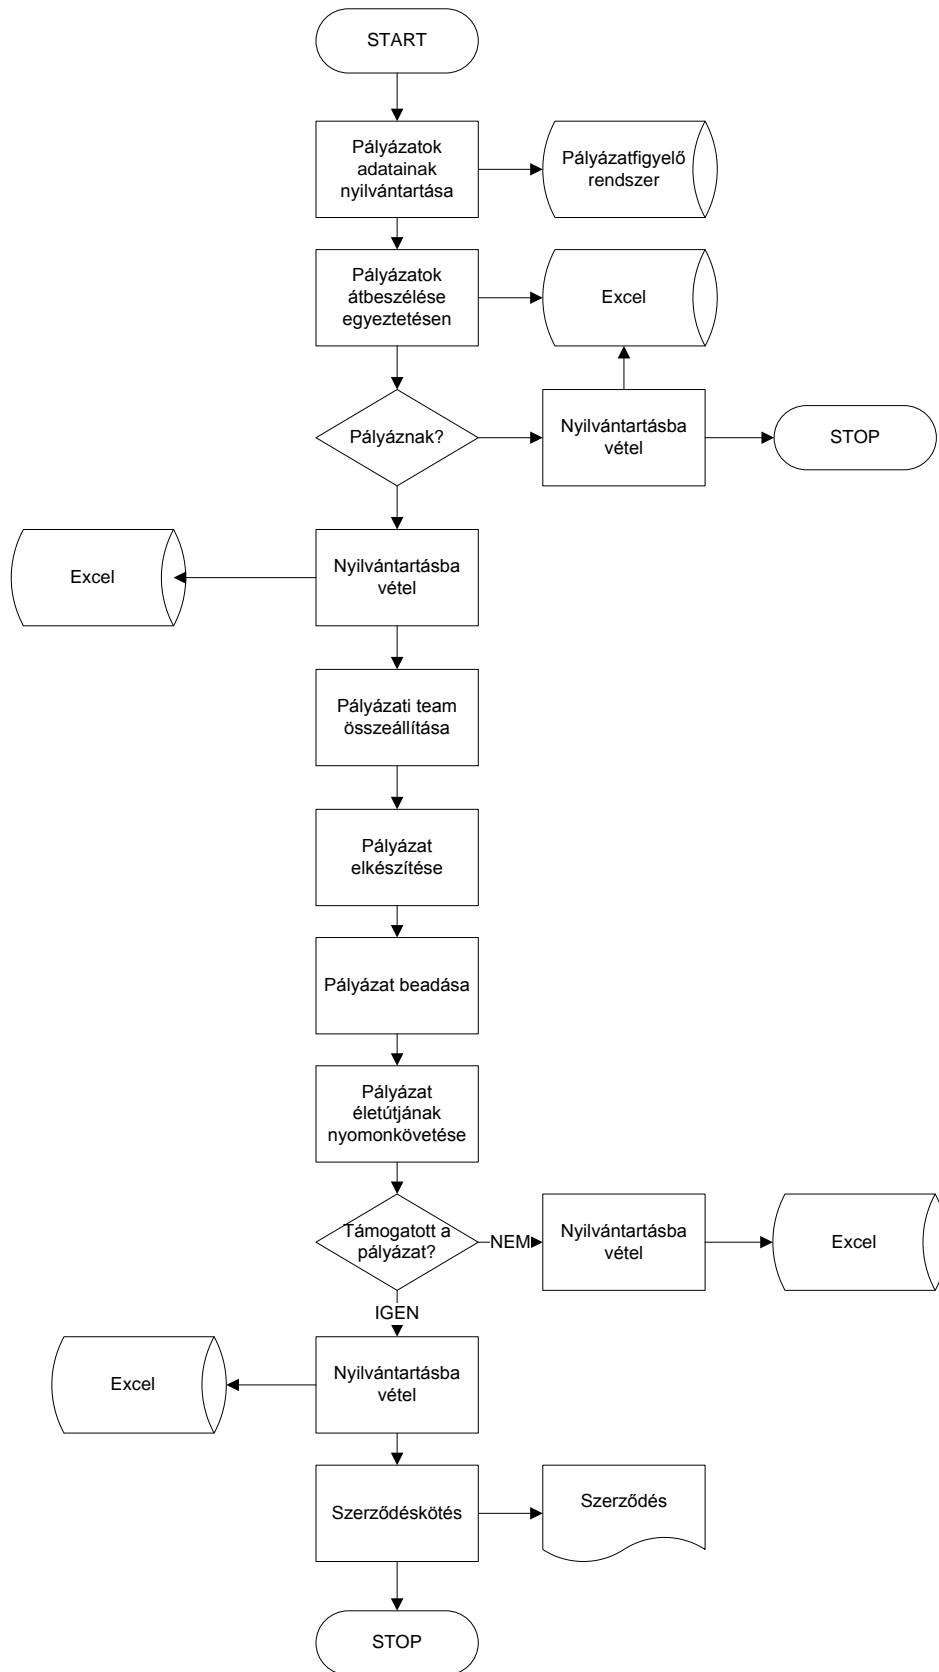 START
Pályázatok
adatainak
nyilvántartása
Pályázatfigyelő
rendszer
Pályázatok
átbeszélése
egyeztetésen
Excel
Pályáznak?
Nyilvántartásba
vétel
STOP
Excel
Nyilvántartásba
vétel
Pályázati team
összeállítása
Pályázat
elkészítése
Pályázat beadása
Pályázat
életútjának
nyomonkövetése
Támogatott a
pályázat?
NEM
Nyilvántartásba
vétel
Excel
IGEN
Excel
Nyilvántartásba
vétel
Szerződéskötés
Szerződés
STOP